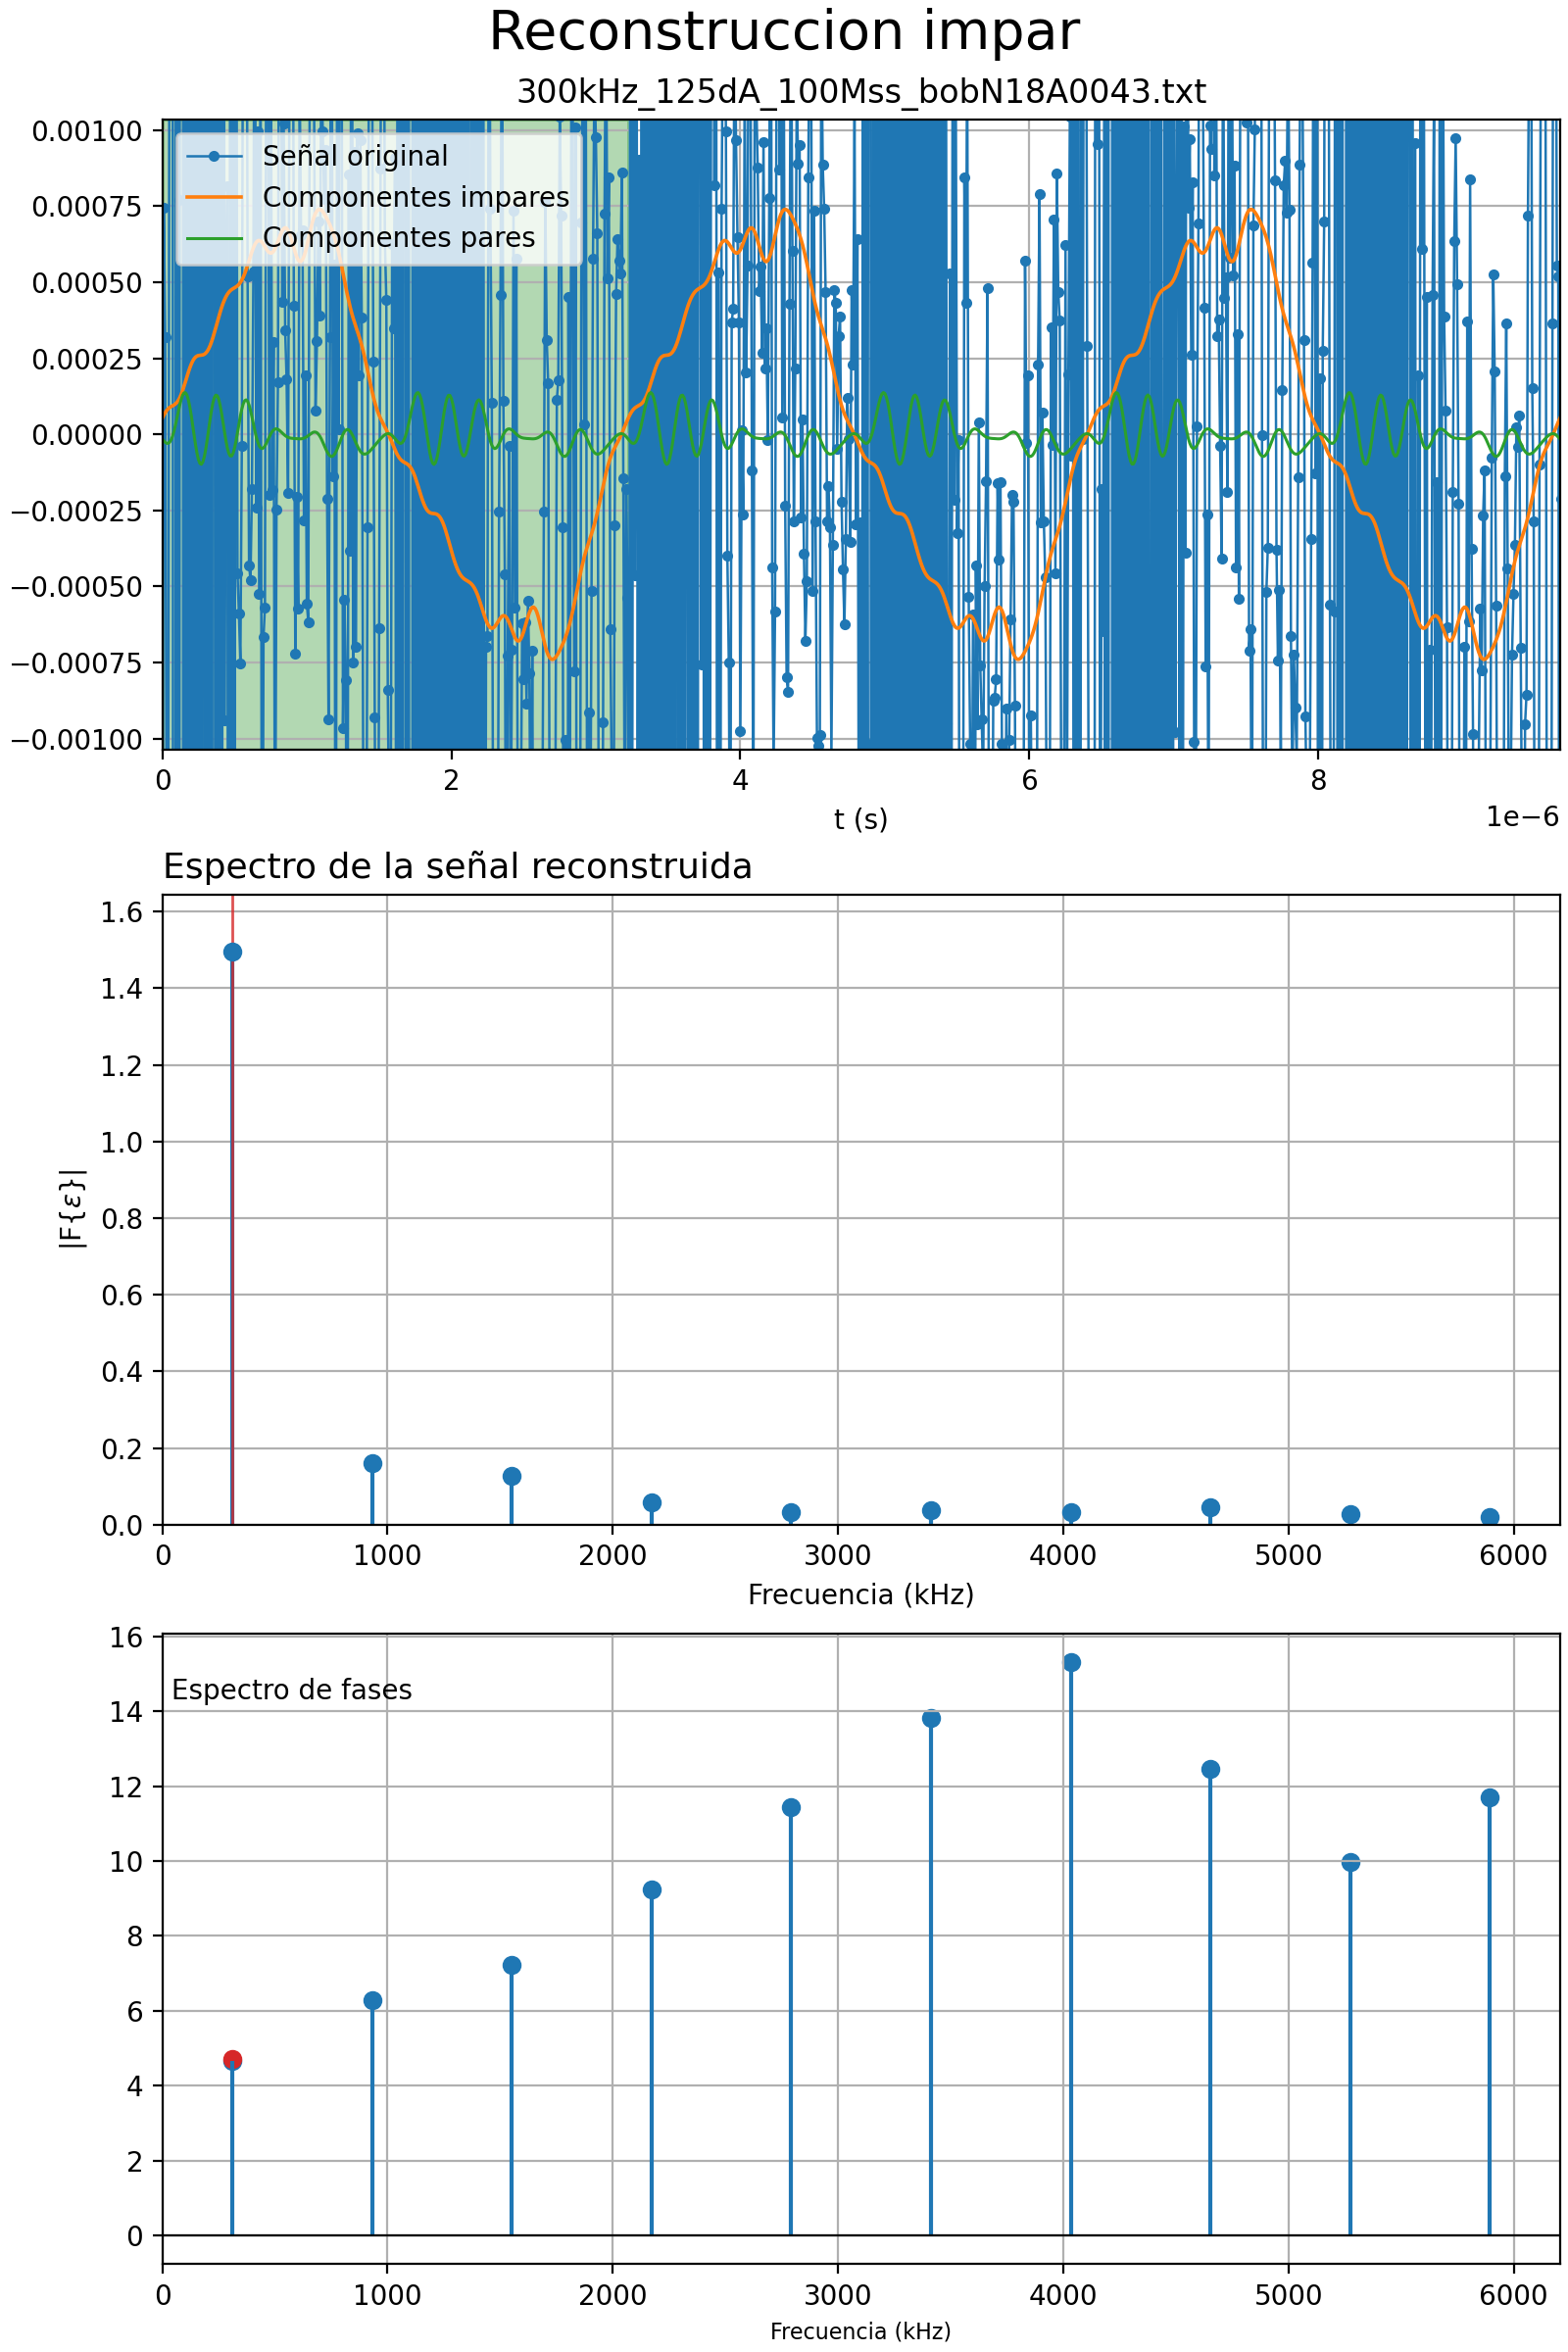 Reconstruccion impar
300kHz_125dA_100Mss_bobN18A0043.txt
Señal original
Componentes impares
Componentes pares
0.00100
0.00075
0.00050
0.00025
0.00000
−0.00025
−0.00050
−0.00075
−0.00100
0 2 4 6 8
1e−6
t (s)
Espectro de la señal reconstruida
1.6
1.4
1.2
1.0
0.8
0.6
0.4
0.2
0.0
|F{ε}|
0 1000 2000 3000 4000 5000 6000
Frecuencia (kHz)
Espectro de fases
16
14
12
10
8
6
4
2
0
0 1000 2000 3000 4000 5000 6000
Frecuencia (kHz)